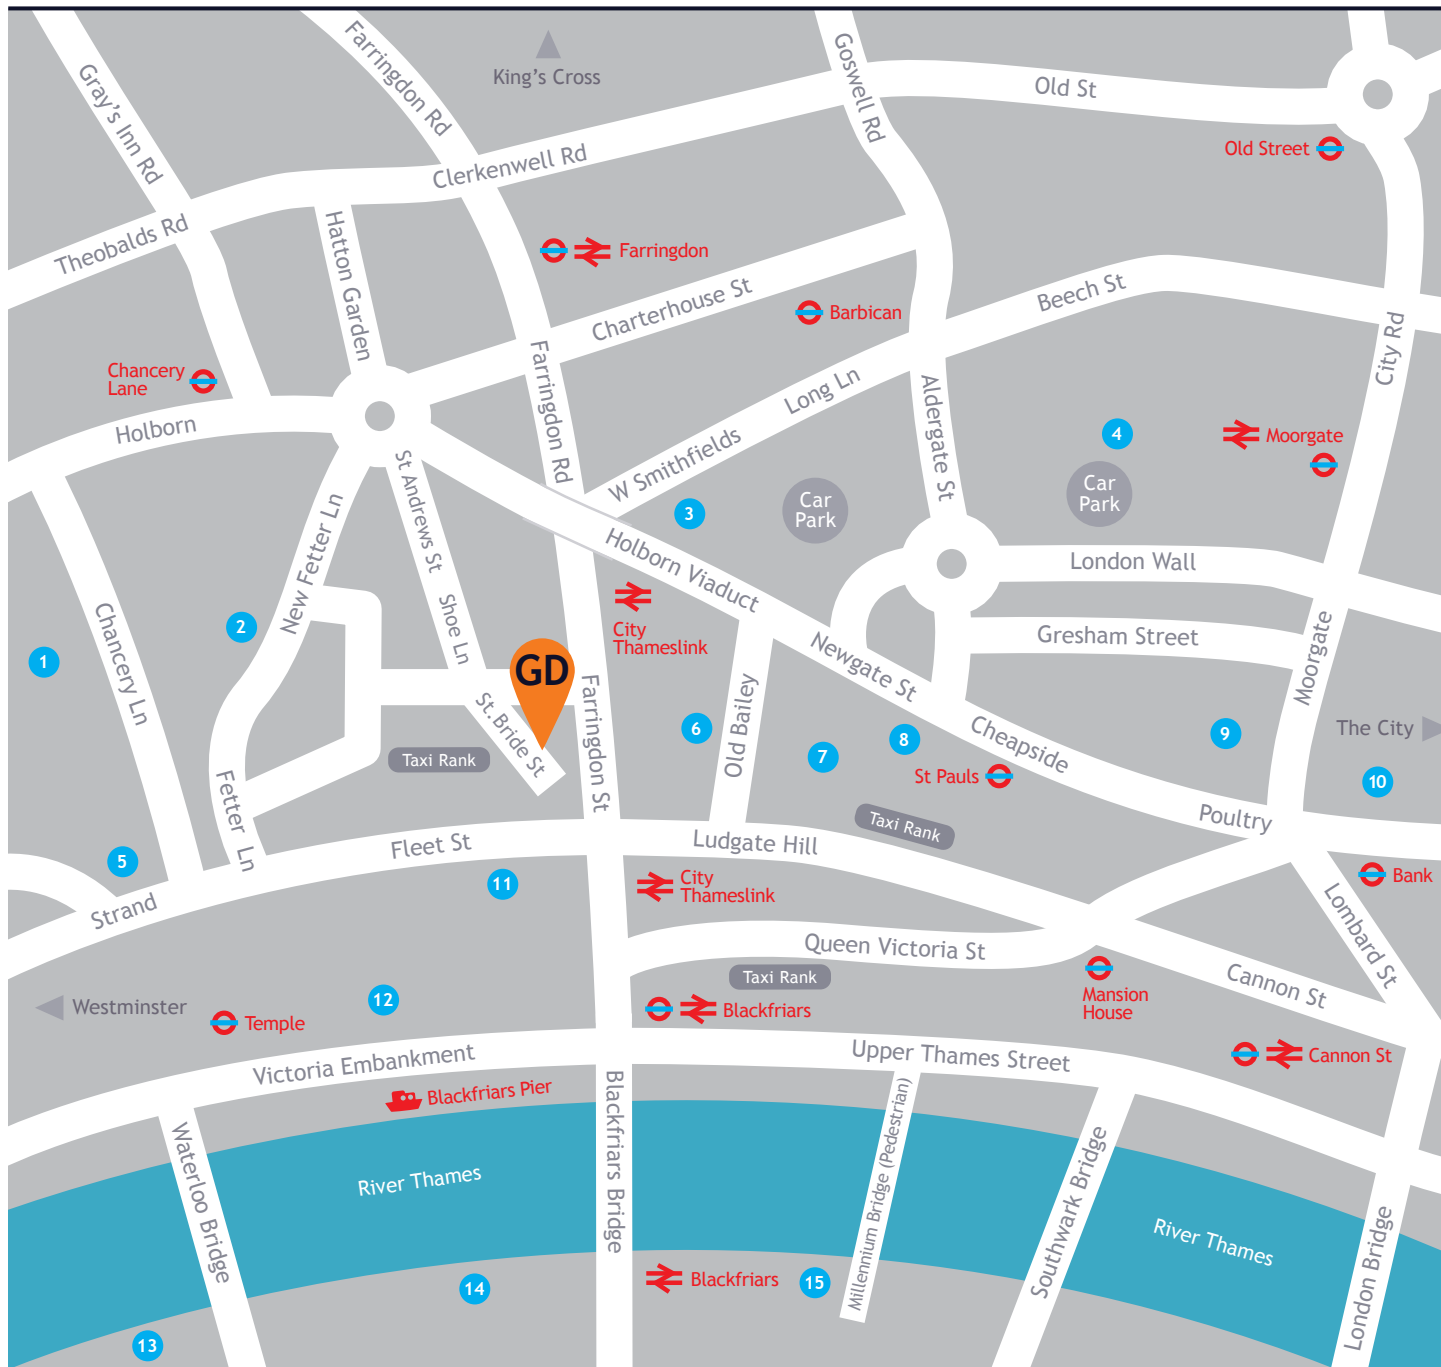 King's Cross
Gray's Inn Rd
Farringdon Rd
Goswell Rd
Old St
Old Street
Clerkenwell Rd
Theobalds Rd
Hatton Garden
Farringdon
Charterhouse St
Barbican
Beech St
City Rd
Chancery
Lane
Holborn
Farringdon Rd
Long Ln
W Smithfields
Aldergate St
4
Moorgate
Car
Park
Car
Park
3
St Andrews St
New Fetter Ln
Holborn Viaduct
London Wall
City
Thameslink
Gresham Street
Moorgate
1
2
Chancery Ln
Shoe Ln
GD
Newgate St
Old Bailey
Farringdon St
St. Bride St
6
7
8
9
The City
Cheapside
St Pauls
10
Taxi Rank
Taxi Rank
Poultry
Fetter Ln
Fleet St
Ludgate Hill
5
11
City
Thameslink
Bank
Lombard St
Strand
Queen Victoria St
Taxi Rank
Cannon St
Mansion
House
Westminster
12
Temple
Blackfriars
Cannon St
Victoria Embankment
Upper Thames Street
Blackfriars Pier
Blackfriars Bridge
Millennium Bridge (Pedestrian)
Southwark Bridge
Waterloo Bridge
River Thames
River Thames
London Bridge
Blackfriars
13
14
15